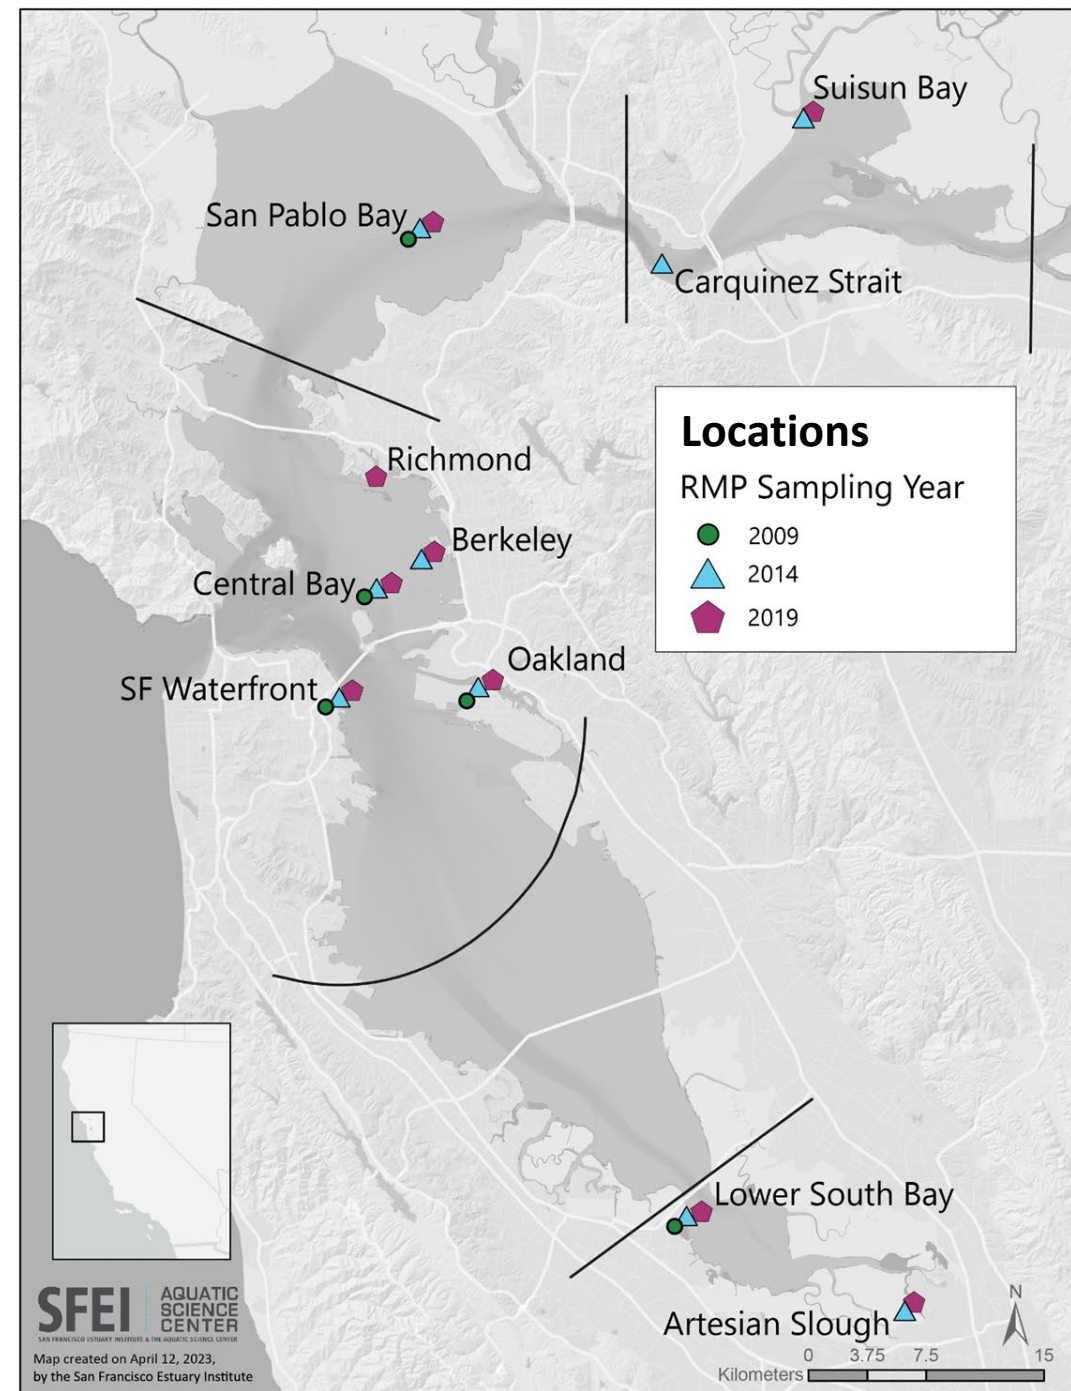 Suisun Bay
San Pablo Bay
Carquinez Strait
Locations
RMP Sampling Year
2009
2014
2019
Richmond
Berkeley
Central Bay
Oakland
SF Waterfront
Lower South Bay
Artesian Slough
SFEI
AQUATIC
SCIENCE
CENTER
SAN FRANCISCO ESTUARY INSTITUTE & THE AQUATIC SCIENCE CENTER
Map created on April 12, 2023,
by the San Francisco Estuary Institute
N
0 3.75 7.5 15
Kilometers